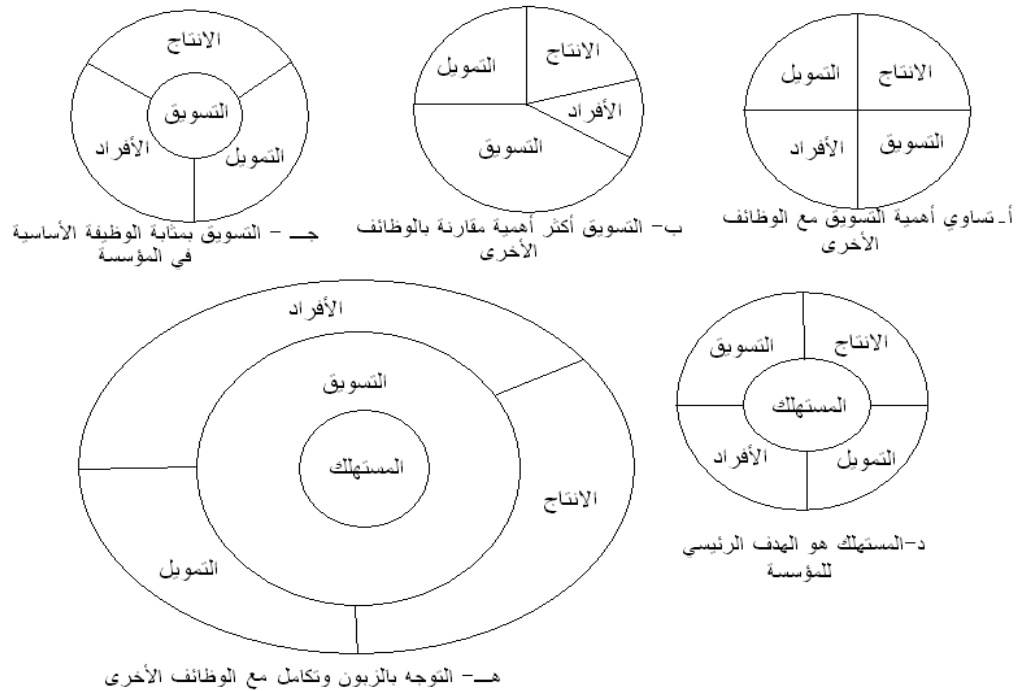 الانتاج
التمويل
التسويق
الأفراد
أ- تساوي أهمية التسويق مع الوظائف
الأخرى
الانتاج
التمويل
الأفراد
التسويق
ب- التسويق أكثر أهمية مقارنة بالوظائف
الأخرى
الانتاج
التسويق
الأفراد
التمويل
جـ - التسويق بمثابة الوظيفة الأساسية
في المؤسسة
الانتاج
التسويق
المستهلك
التمويل
الأفراد
د-المستهلك هو الهدف الرئيسي
للمؤسسة
الأفراد
التسويق
المستهلك
الانتاج
التمويل
هـ- التوجه بالزبون وتكامل مع الوظائف الأخرى